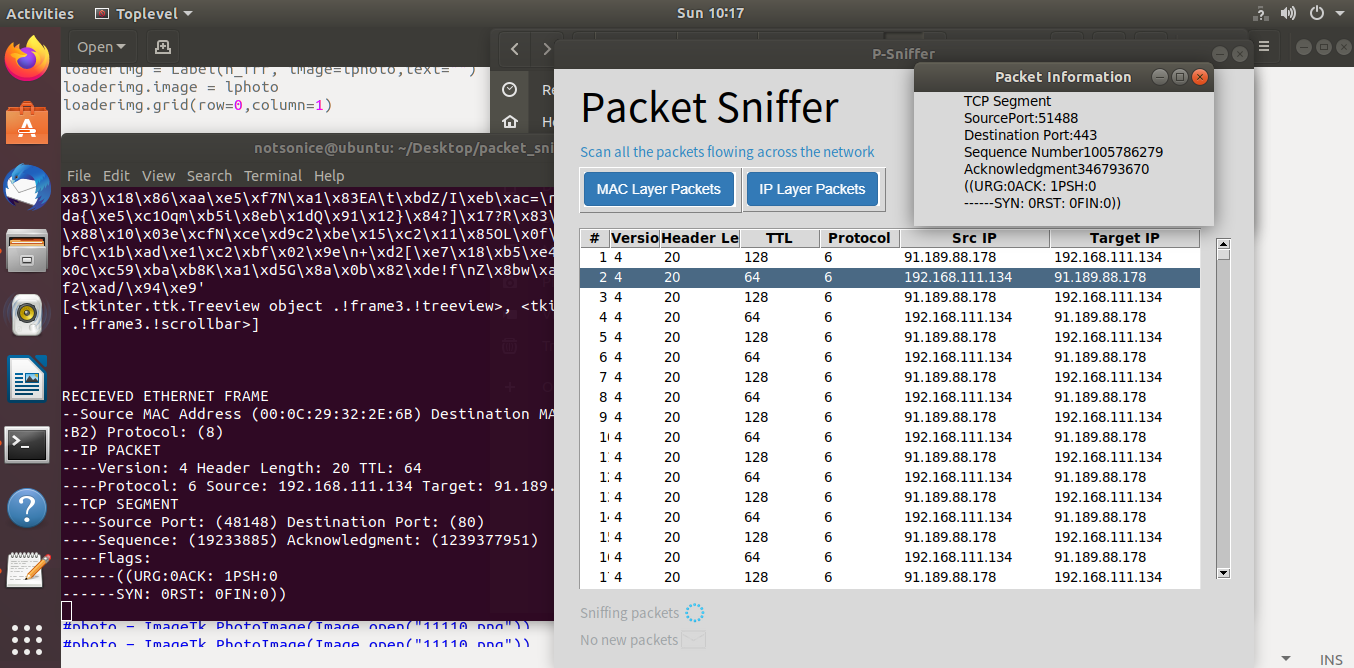 Activities
Toplevel
Sun 10:17
Open
P-Sniffer
loaderimg.image = lphoto
loaderimg.grid(row=0,column=1)
notsonice@ubuntu: ~/Desktop/packet_sni
File Edit View Search Terminal Help
x83)\x18\x86\xaa\xe5\xf7N\xa1\x83EA\t\xbdZ/I\xeb\xac=\n
da{\xe5\xc1Oqm\xb5l\x8eb\x1dQ\x91\x12}\x84?]\x17?R\x83\
\x88\x10\x03e\xcfN\xce\xd9c2\xbe\x15\xc2\x11\x85OL\x0f\
bfC\x1b\xad\xe1\xc2\xbf\x02\x9e\n+\xd2[\xe7\x18\xb5\xe4
x0c\xc59\xba\xb8K\xa1\xd5G\x8a\x0b\x82\xde!f\nZ\x8bw\xa
f2\xad/\x94\xe9'
[<tkinter.ttk.Treeview object .!frame3.!treeview>, <tki
.!frame3.!scrollbar>]
RECIEVED ETHERNET FRAME
--Source MAC Address (00:0C:29:32:2E:6B) Destination MA
:B2) Protocol: (8)
--IP PACKET
----Version: 4 Header Length: 20 TTL: 64
----Protocol: 6 Source: 192.168.111.134 Target: 91.189.
--TCP SEGMENT
----Source Port: (48148) Destination Port: (80)
----Sequence: (19233885) Acknowledgment: (1239377951)
----Flags:
------((URG:0ACK: 1PSH:0
------SYN: 0RST: 0FIN:0))
#photo = ImageTk.PhotoImage(Image.open("11110.png"))
#photo = ImageTk.PhotoImage(Image.open("11110.png"))
Packet Sniffer
Scan all the packets flowing across the network
MAC Layer Packets
IP Layer Packets
Packet Information
TCP Segment
SourcePort:51488
Destination Port:443
Sequence Number1005786279
Acknowledgment346793670
((URG:0ACK: 1PSH:0
------SYN: 0RST: 0FIN:0))
# Versio Header Le TTL Protocol Src IP Target IP
1 4 20 128 6 91.189.88.178 192.168.111.134
2 4 20 64 6 192.168.111.134 91.189.88.178
3 4 20 128 6 91.189.88.178 192.168.111.134
4 4 20 64 6 192.168.111.134 91.189.88.178
5 4 20 128 6 91.189.88.178 192.168.111.134
6 4 20 64 6 192.168.111.134 91.189.88.178
7 4 20 128 6 91.189.88.178 192.168.111.134
8 4 20 64 6 192.168.111.134 91.189.88.178
9 4 20 128 6 91.189.88.178 192.168.111.134
1 4 20 64 6 192.168.111.134 91.189.88.178
1 4 20 128 6 91.189.88.178 192.168.111.134
1 4 20 64 6 192.168.111.134 91.189.88.178
1 4 20 128 6 91.189.88.178 192.168.111.134
1 4 20 64 6 192.168.111.134 91.189.88.178
1 4 20 128 6 91.189.88.178 192.168.111.134
1 4 20 64 6 192.168.111.134 91.189.88.178
1 4 20 128 6 91.189.88.178 192.168.111.134
Sniffing packets
No new packets
INS